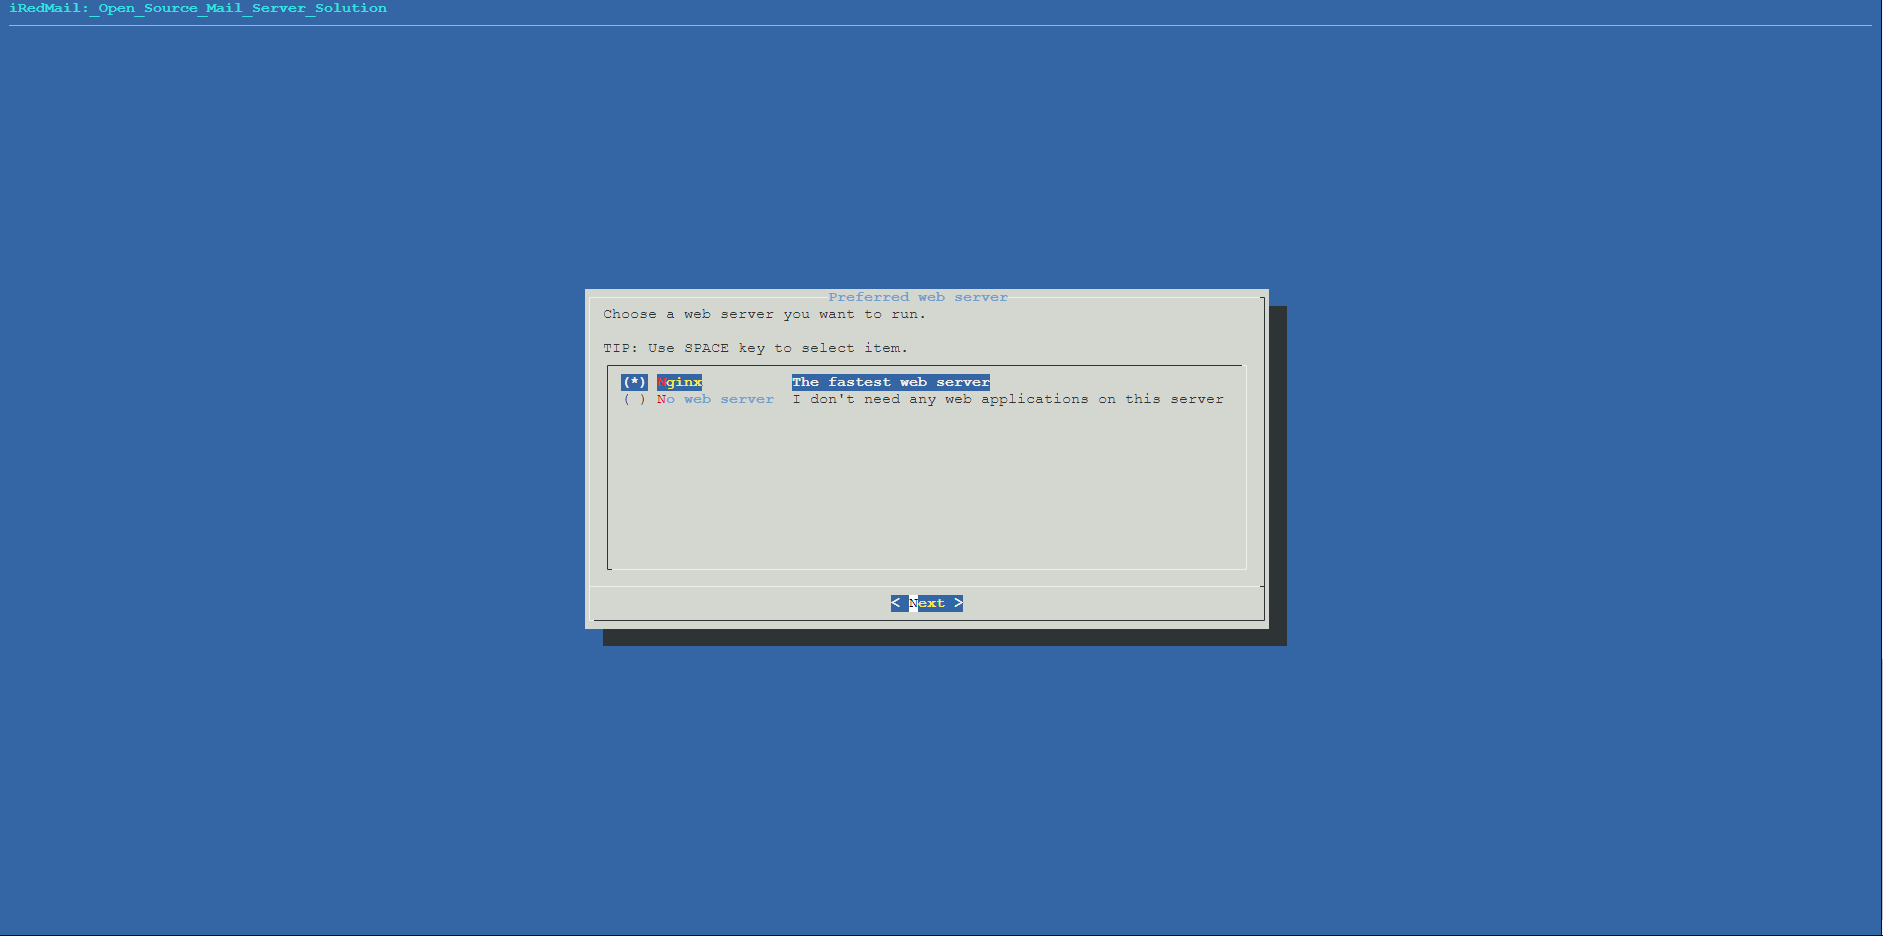 iRedMail:_Open_Source_Mail_Server_Solution
Preferred web server
Choose a web server you want to run.
TIP: Use SPACE key to select item.
(*) Nginx The fastest web server
( ) No web server I don't need any web applications on this server
< Next >